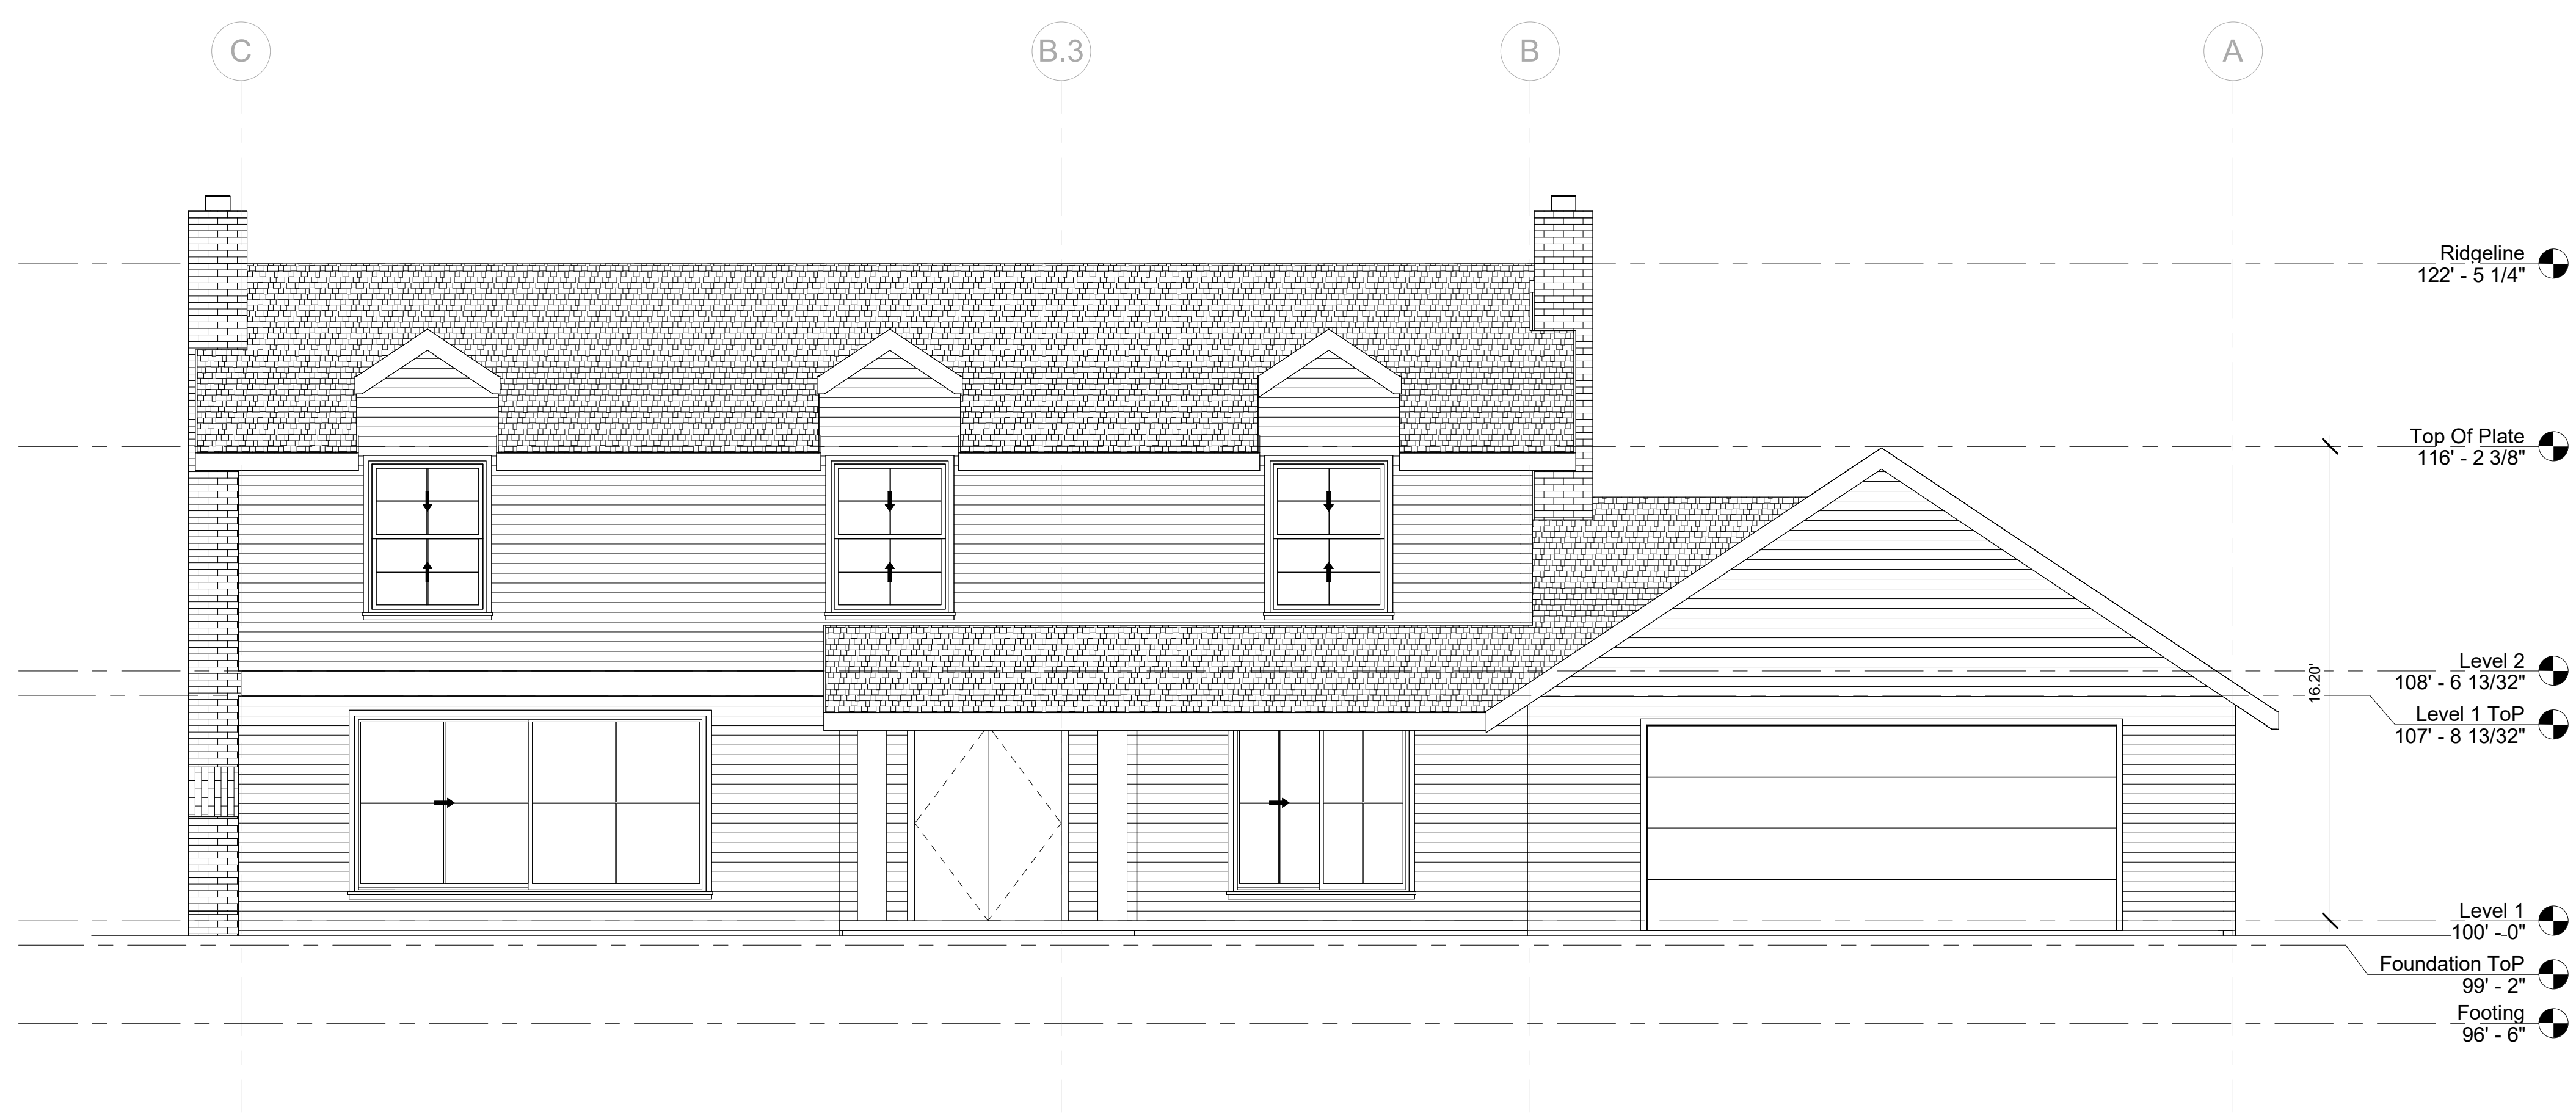 C
B.3
B
A
Ridgeline
122' - 5 1/4"
Top Of Plate
116' - 2 3/8"
Level 2
108' - 6 13/32"
16.20'
Level 1 ToP
107' - 8 13/32"
Level 1
100' - 0"
Foundation ToP
99' - 2"
Footing
96' - 6"